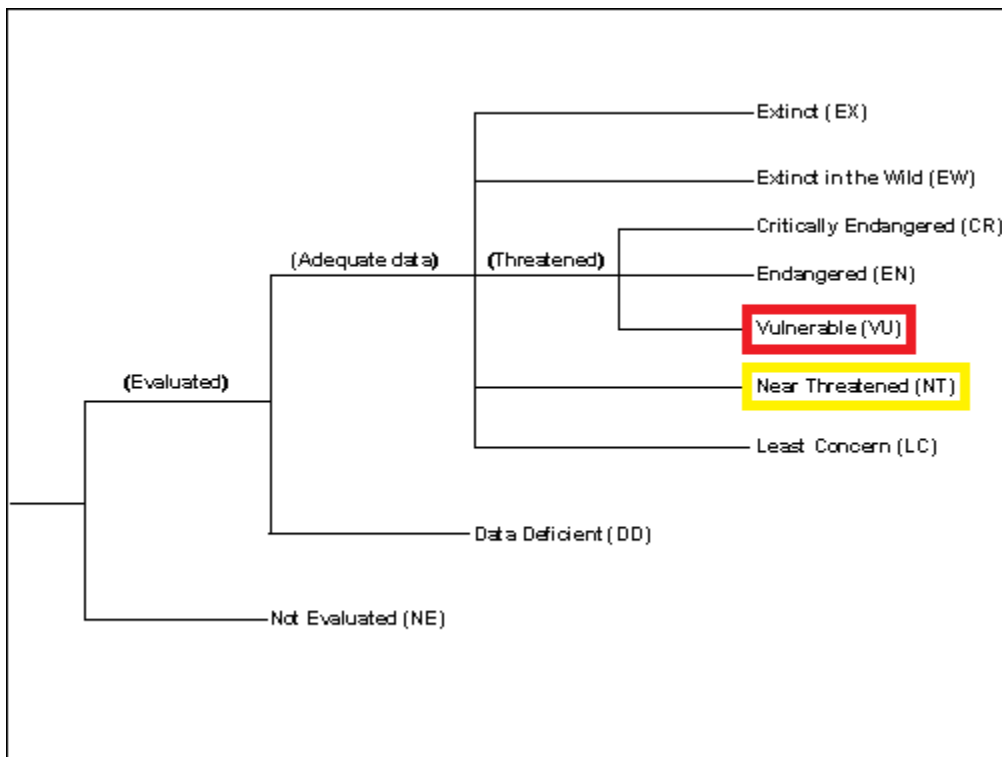 Extinct (EX)
Extinct in the Wild (EW)
Critically Endangered (CR)
(Adequate data)
(Threatened)
Endangered (EN)
Vulnerable (VU)
(Evaluated)
Near Threatened (NT)
Least Concern (LC)
Data Deficient (DD)
Not Evaluated (NE)